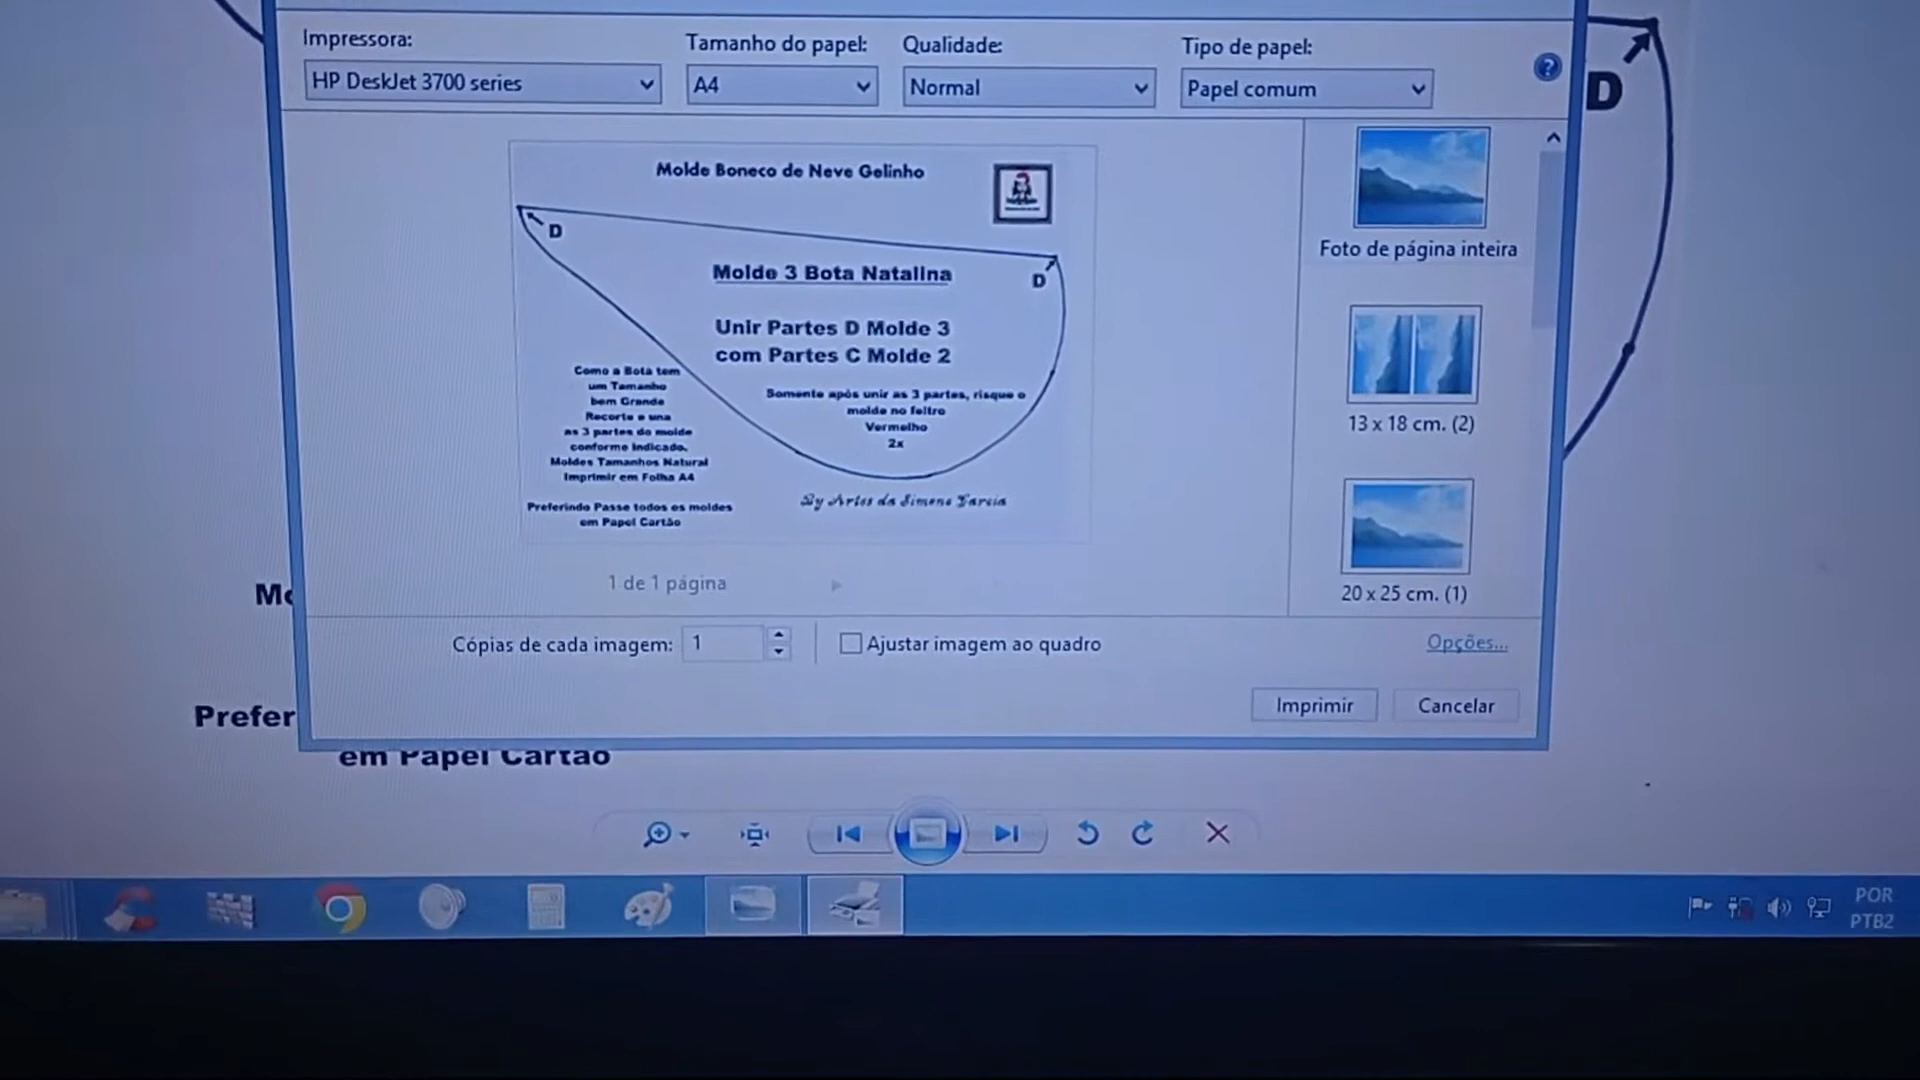 Impressora:
Tamanho do papel:
Qualidade:
Tipo de papel:
HP DeskJet 3700 series
A4
Normal
Papel comum
D
Molde Boneco de Neve Gelinho
D
D
Molde 3 Bota Natalina
Unir Partes D Molde 3
com Partes C Molde 2
Somente após unir as 3 partes, risque o
molde no feltro
Vermelho
2x
Como a Bota tem
um Tamanho
bem Grande
Recorte e una
as 3 partes do molde
conforme indicado.
Moldes Tamanhos Natural
Imprimir em Folha A4
Preferindo Passe todos os moldes
em Papel Cartão
By Artes da Simone Garcia
Foto de página inteira
13 x 18 cm. (2)
20 x 25 cm. (1)
1 de 1 página
Cópias de cada imagem: 1
Ajustar imagem ao quadro
Opções...
Imprimir
Cancelar
Mo
Prefer
em Papel Cartão
POR
PTB2